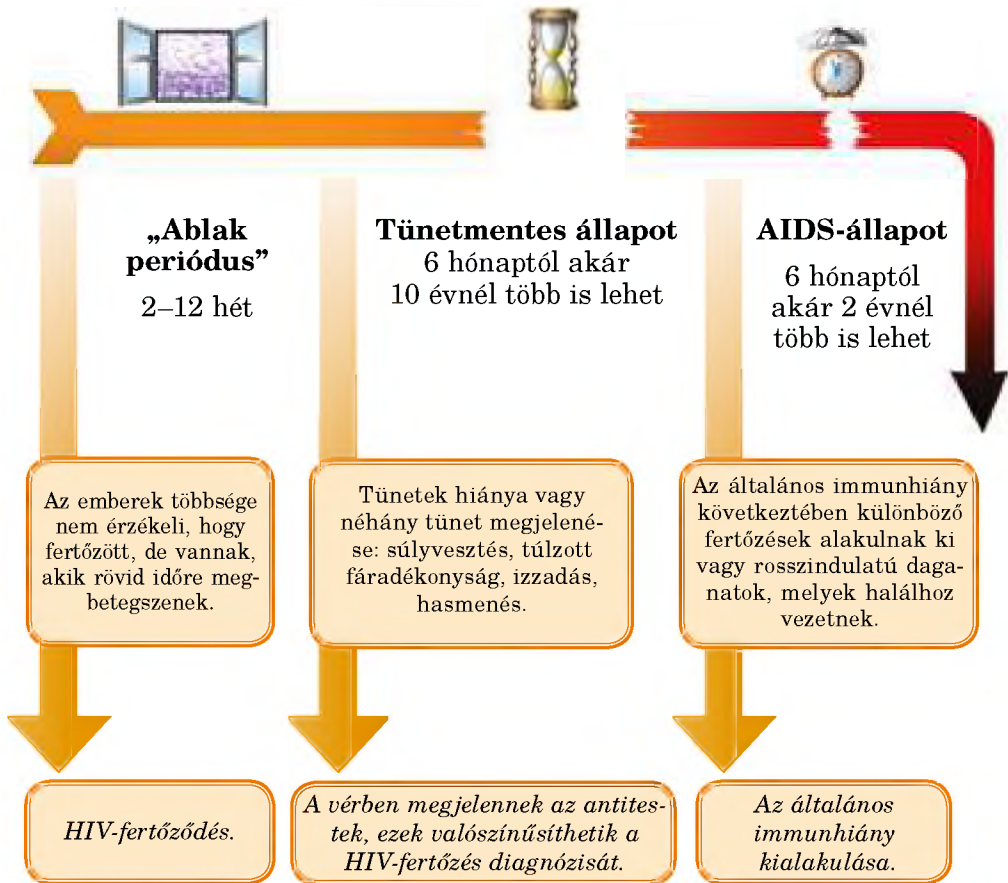 „Ablak
periódus”
2–12 hét
Tünetmentes állapot
6 hónaptól akár
10 évnél több is lehet
AIDS-állapot
6 hónaptól
akár 2 évnél
több is lehet
Az emberek többsége
nem érzékeli, hogy
fertőzött, de vannak,
akik rövid időre meg-
betegszenek.
Tünetek hiánya vagy
néhány tünet megjelené-
se: súlyvesztés, túlzott
fáradékonyság, izzadás,
hasmenés.
Az általános immunhiány
következtében különböző
fertőzések alakulnak ki
vagy rosszindulatú daga-
natok, melyek halálhoz
vezetnek.
HIV-fertőződés.
A vérben megjelennek az antites-
tek, ezek valószínűsíthetik a
HIV-fertőzés diagnózisát.
Az általános
immunhiány
kialakulása.